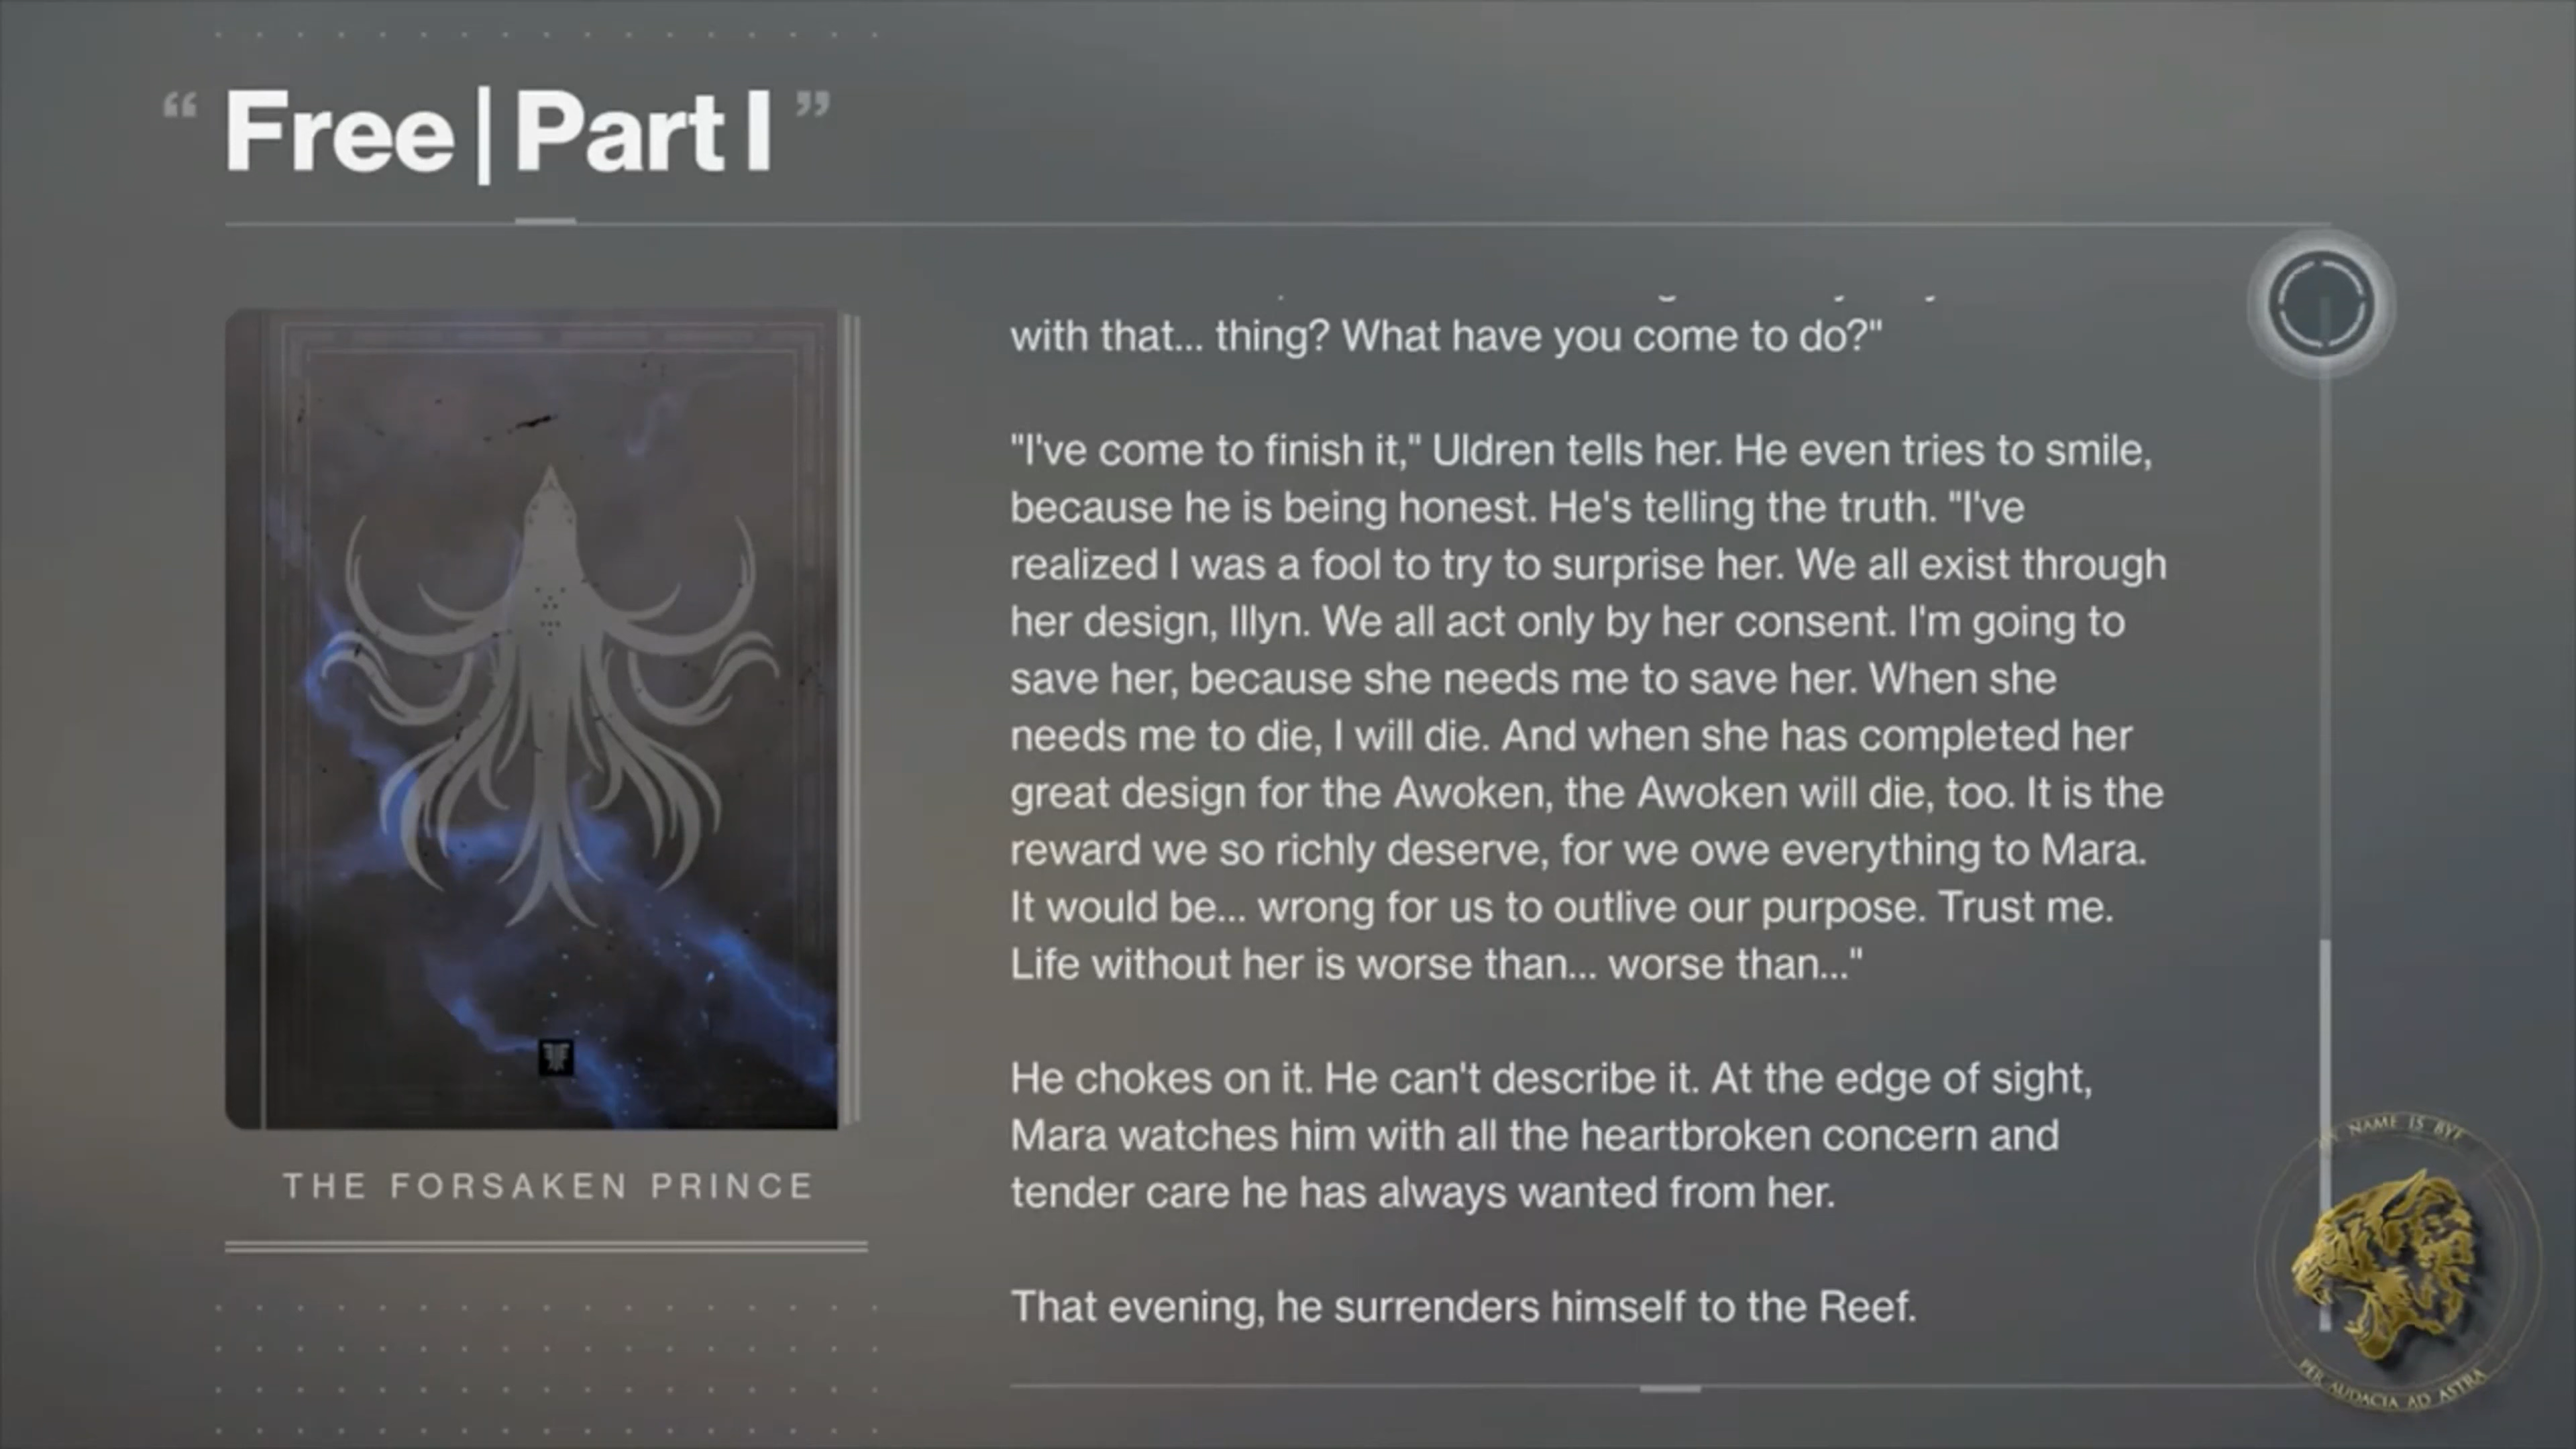 “ Free | Part I ”
with that... thing? What have you come to do?"
"I've come to finish it," Uldren tells her. He even tries to smile,
because he is being honest. He's telling the truth. "I've
realized I was a fool to try to surprise her. We all exist through
her design, Illyn. We all act only by her consent. I'm going to
save her, because she needs me to save her. When she
needs me to die, I will die. And when she has completed her
great design for the Awoken, the Awoken will die, too. It is the
reward we so richly deserve, for we owe everything to Mara.
It would be... wrong for us to outlive our purpose. Trust me.
Life without her is worse than... worse than..."
He chokes on it. He can't describe it. At the edge of sight,
Mara watches him with all the heartbroken concern and
tender care he has always wanted from her.
That evening, he surrenders himself to the Reef.
THE FORSAKEN PRINCE
MY NAME IS BYF
PER AUDACIA AD ASTRA